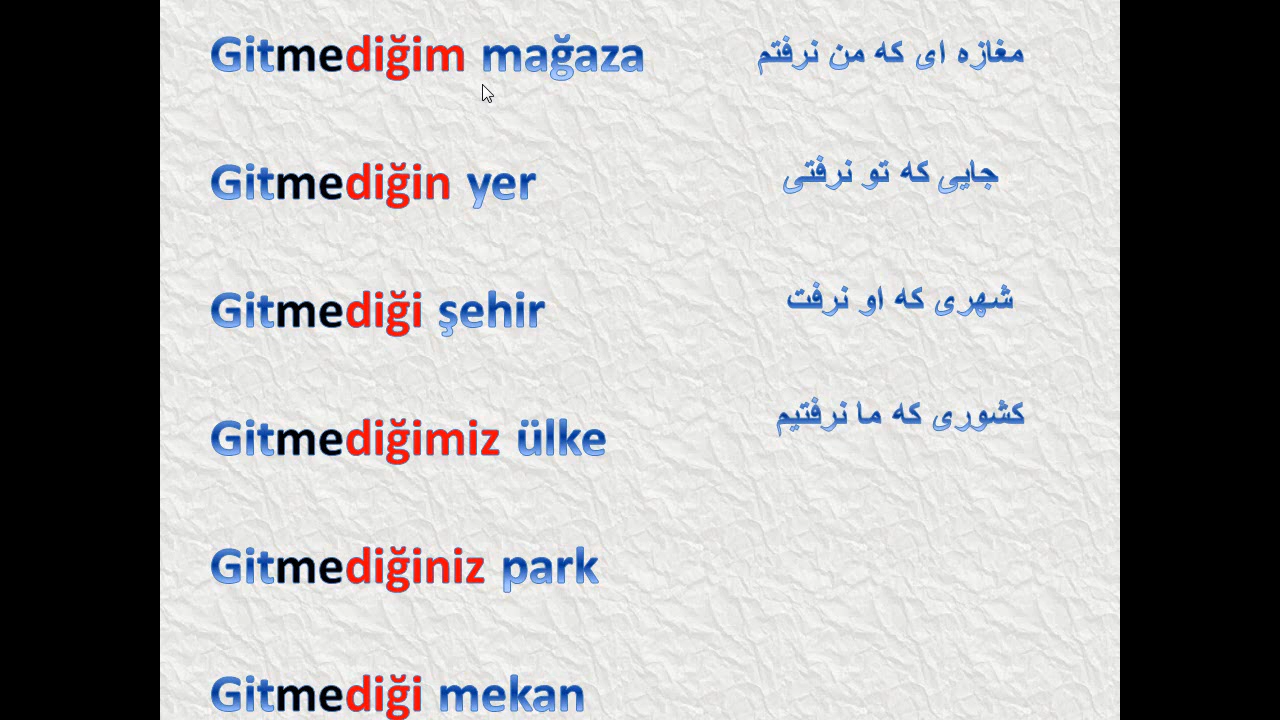 Gitmediğim mağaza مغازه ای که من نرفتم
Gitmediğin yer جایی که تو نرفتی
Gitmediği şehir شهری که او نرفت
Gitmediğimiz ülke کشوری که ما نرفتیم
Gitmediğiniz park
Gitmediği mekan